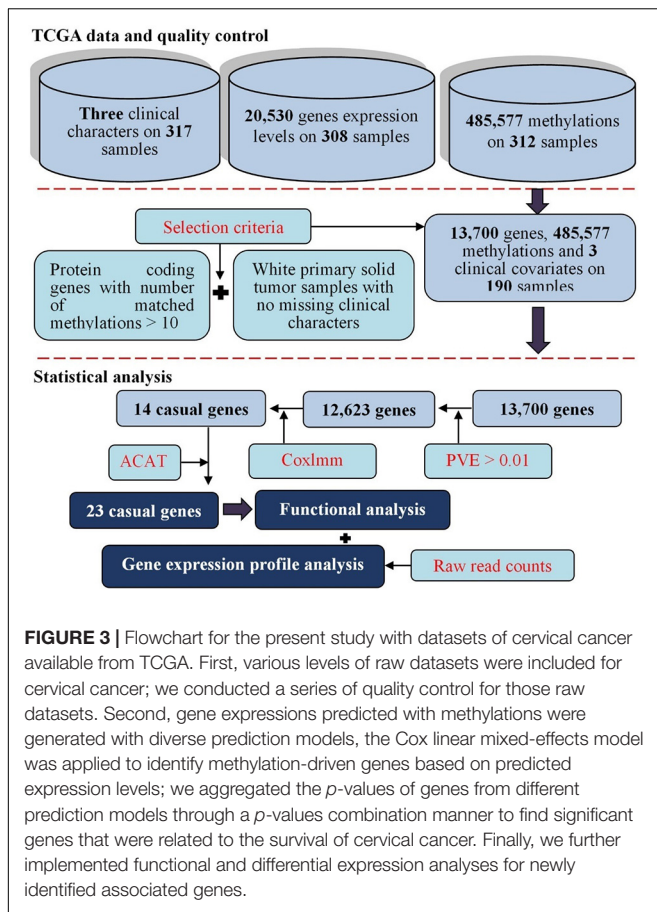 TCGA data and quality control
Three clinical
characters on 317
samples
20,530 genes expression
levels on 308 samples
485,577 methylations
on 312 samples
Selection criteria
13,700 genes, 485,577
methylations and 3
clinical covariates on
190 samples
Protein coding
genes with number
of matched
methylations > 10
White primary solid
tumor samples with
no missing clinical
characters
Statistical analysis
14 casual genes
12,623 genes
13,700 genes
ACAT
Coxlmm
PVE > 0.01
23 casual genes
Functional analysis
Gene expression profile analysis
Raw read counts
FIGURE 3 | Flowchart for the present study with datasets of cervical cancer
available from TCGA. First, various levels of raw datasets were included for
cervical cancer; we conducted a series of quality control for those raw
datasets. Second, gene expressions predicted with methylations were
generated with diverse prediction models, the Cox linear mixed-effects model
was applied to identify methylation-driven genes based on predicted
expression levels; we aggregated the p-values of genes from different
prediction models through a p-values combination manner to find significant
genes that were related to the survival of cervical cancer. Finally, we further
implemented functional and differential expression analyses for newly
identified associated genes.